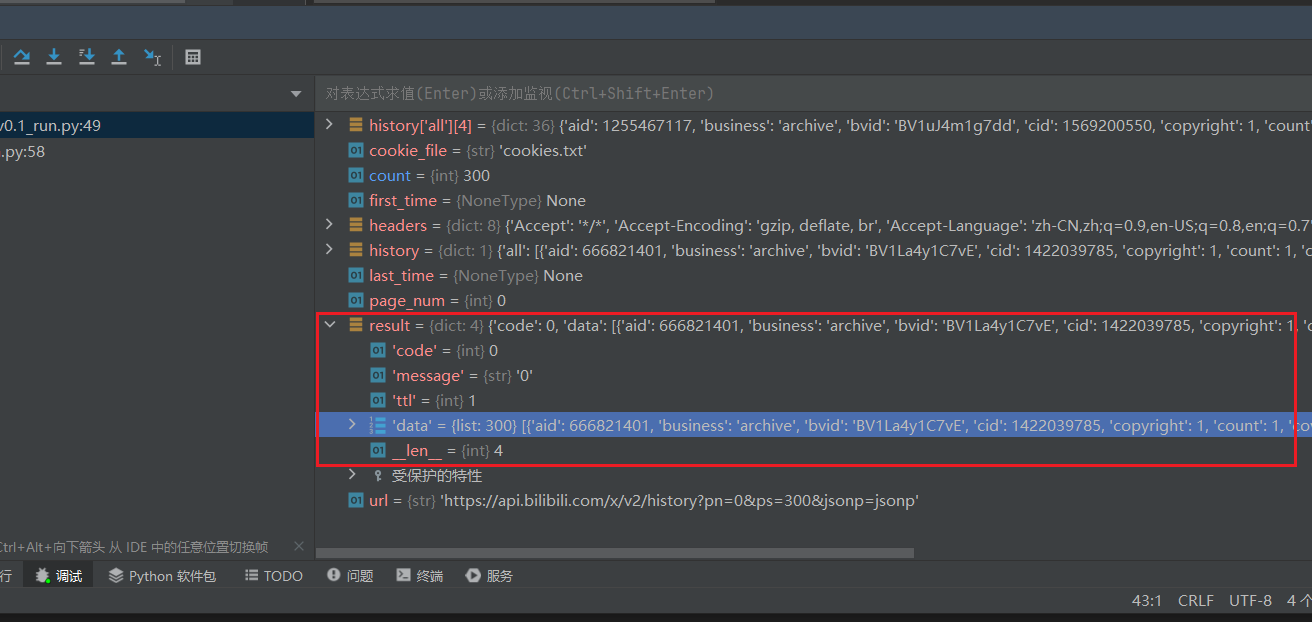 对表达式求值(Enter)或添加监视(Ctrl+Shift+Enter)
v0.1_run.py:49
.py:58
history['all'][4] = {dict: 36} {'aid': 1255467117, 'business': 'archive', 'bvid': 'BV1uJ4m1g7dd', 'cid': 1569200550, 'copyright': 1, 'count'
cookie_file = {str} 'cookies.txt'
count = {int} 300
first_time = {NoneType} None
headers = {dict: 8} {'Accept': '*/*', 'Accept-Encoding': 'gzip, deflate, br', 'Accept-Language': 'zh-CN,zh;q=0.9,en-US;q=0.8,en;q=0.7'
history = {dict: 1} {'all': [{'aid': 666821401, 'business': 'archive', 'bvid': 'BV1La4y1C7vE', 'cid': 1422039785, 'copyright': 1, 'count': 1, 'c
last_time = {NoneType} None
page_num = {int} 0
result = {dict: 4} {'code': 0, 'data': [{'aid': 666821401, 'business': 'archive', 'bvid': 'BV1La4y1C7vE', 'cid': 1422039785, 'copyright': 1, 'c
'code' = {int} 0
'message' = {str} '0'
'ttl' = {int} 1
'data' = {list: 300} [{'aid': 666821401, 'business': 'archive', 'bvid': 'BV1La4y1C7vE', 'cid': 1422039785, 'copyright': 1, 'count': 1, 'cov
__len__ = {int} 4
受保护的特性
url = {str} 'https://api.bilibili.com/x/v2/history?pn=0&ps=300&jsonp=jsonp'
Ctrl+Alt+向下箭头 从 IDE 中的任意位置切换帧
行 调试 Python 软件包 TODO 问题 终端 服务
43:1 CRLF UTF-8 4 个